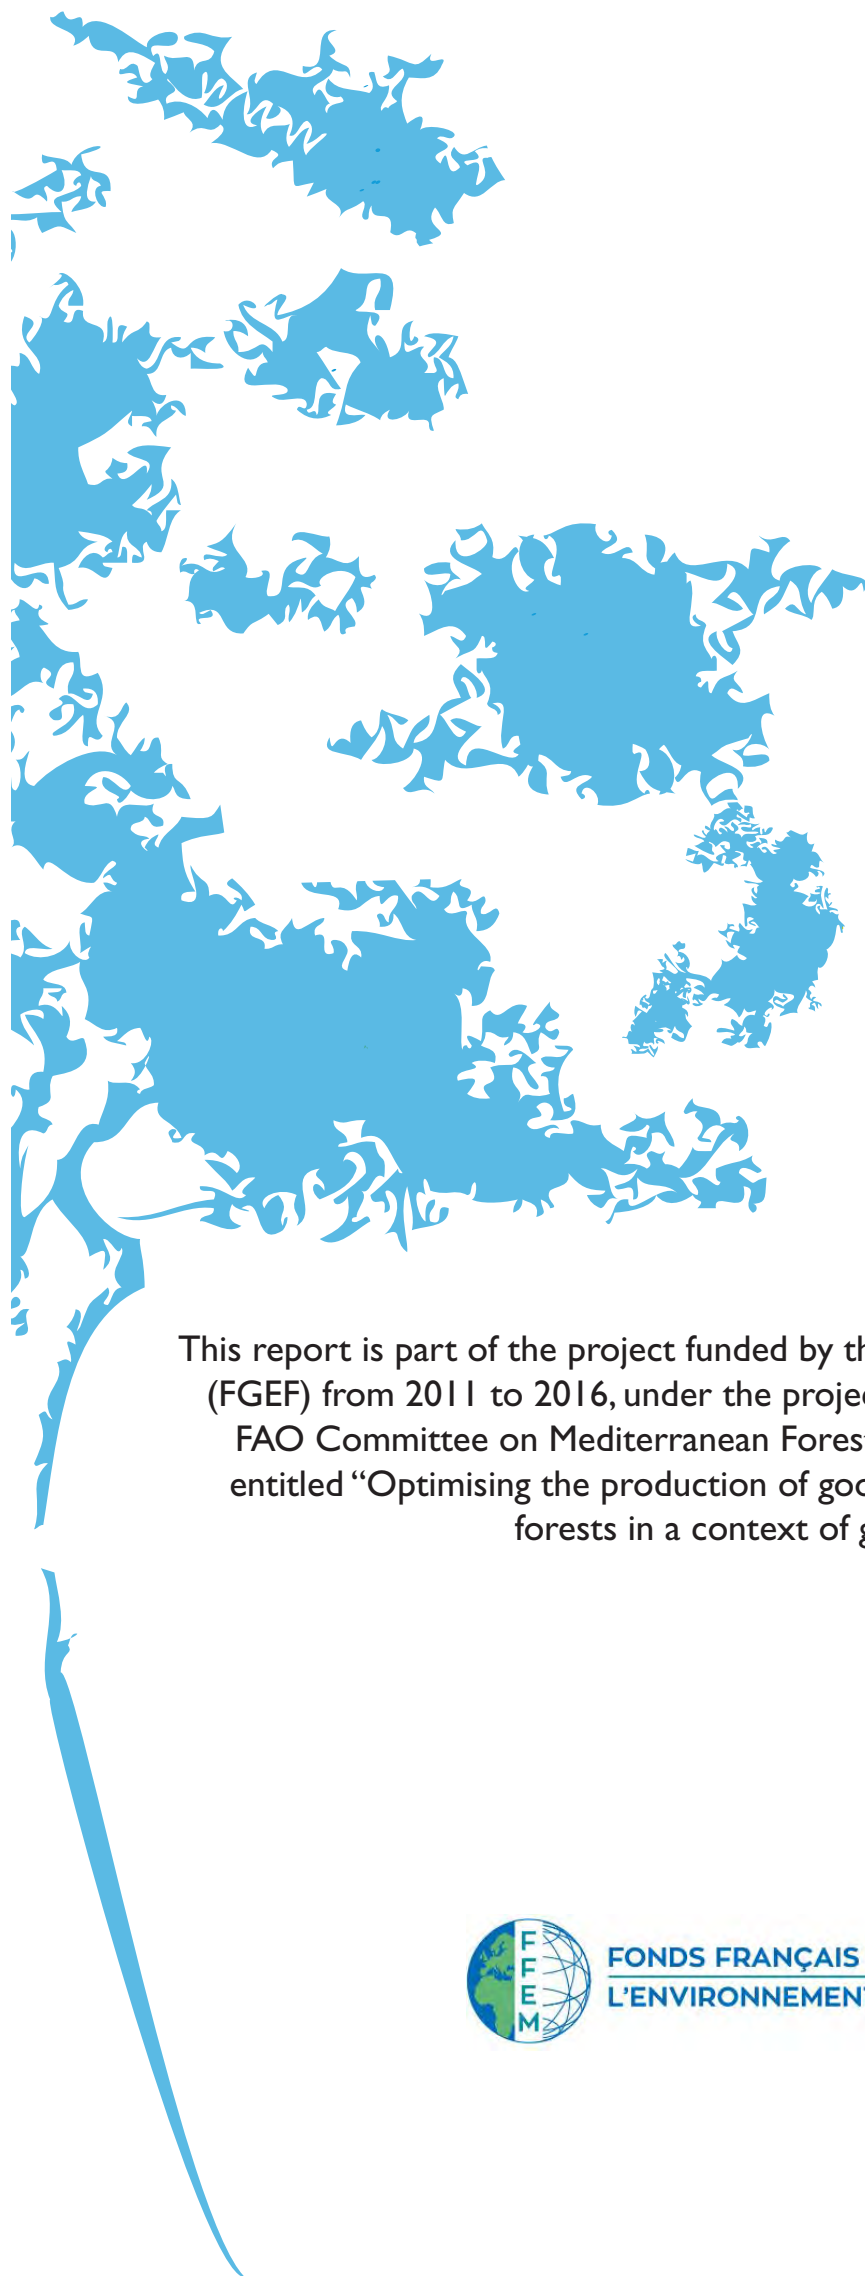 This report is part of the project funded by th
(FGEF) from 2011 to 2016, under the projec
FAO Committee on Mediterranean Fores
entitled “Optimising the production of goo
forests in a context of g
F
F
E
M
FONDS FRANÇAIS
L’ENVIRONNEMENT